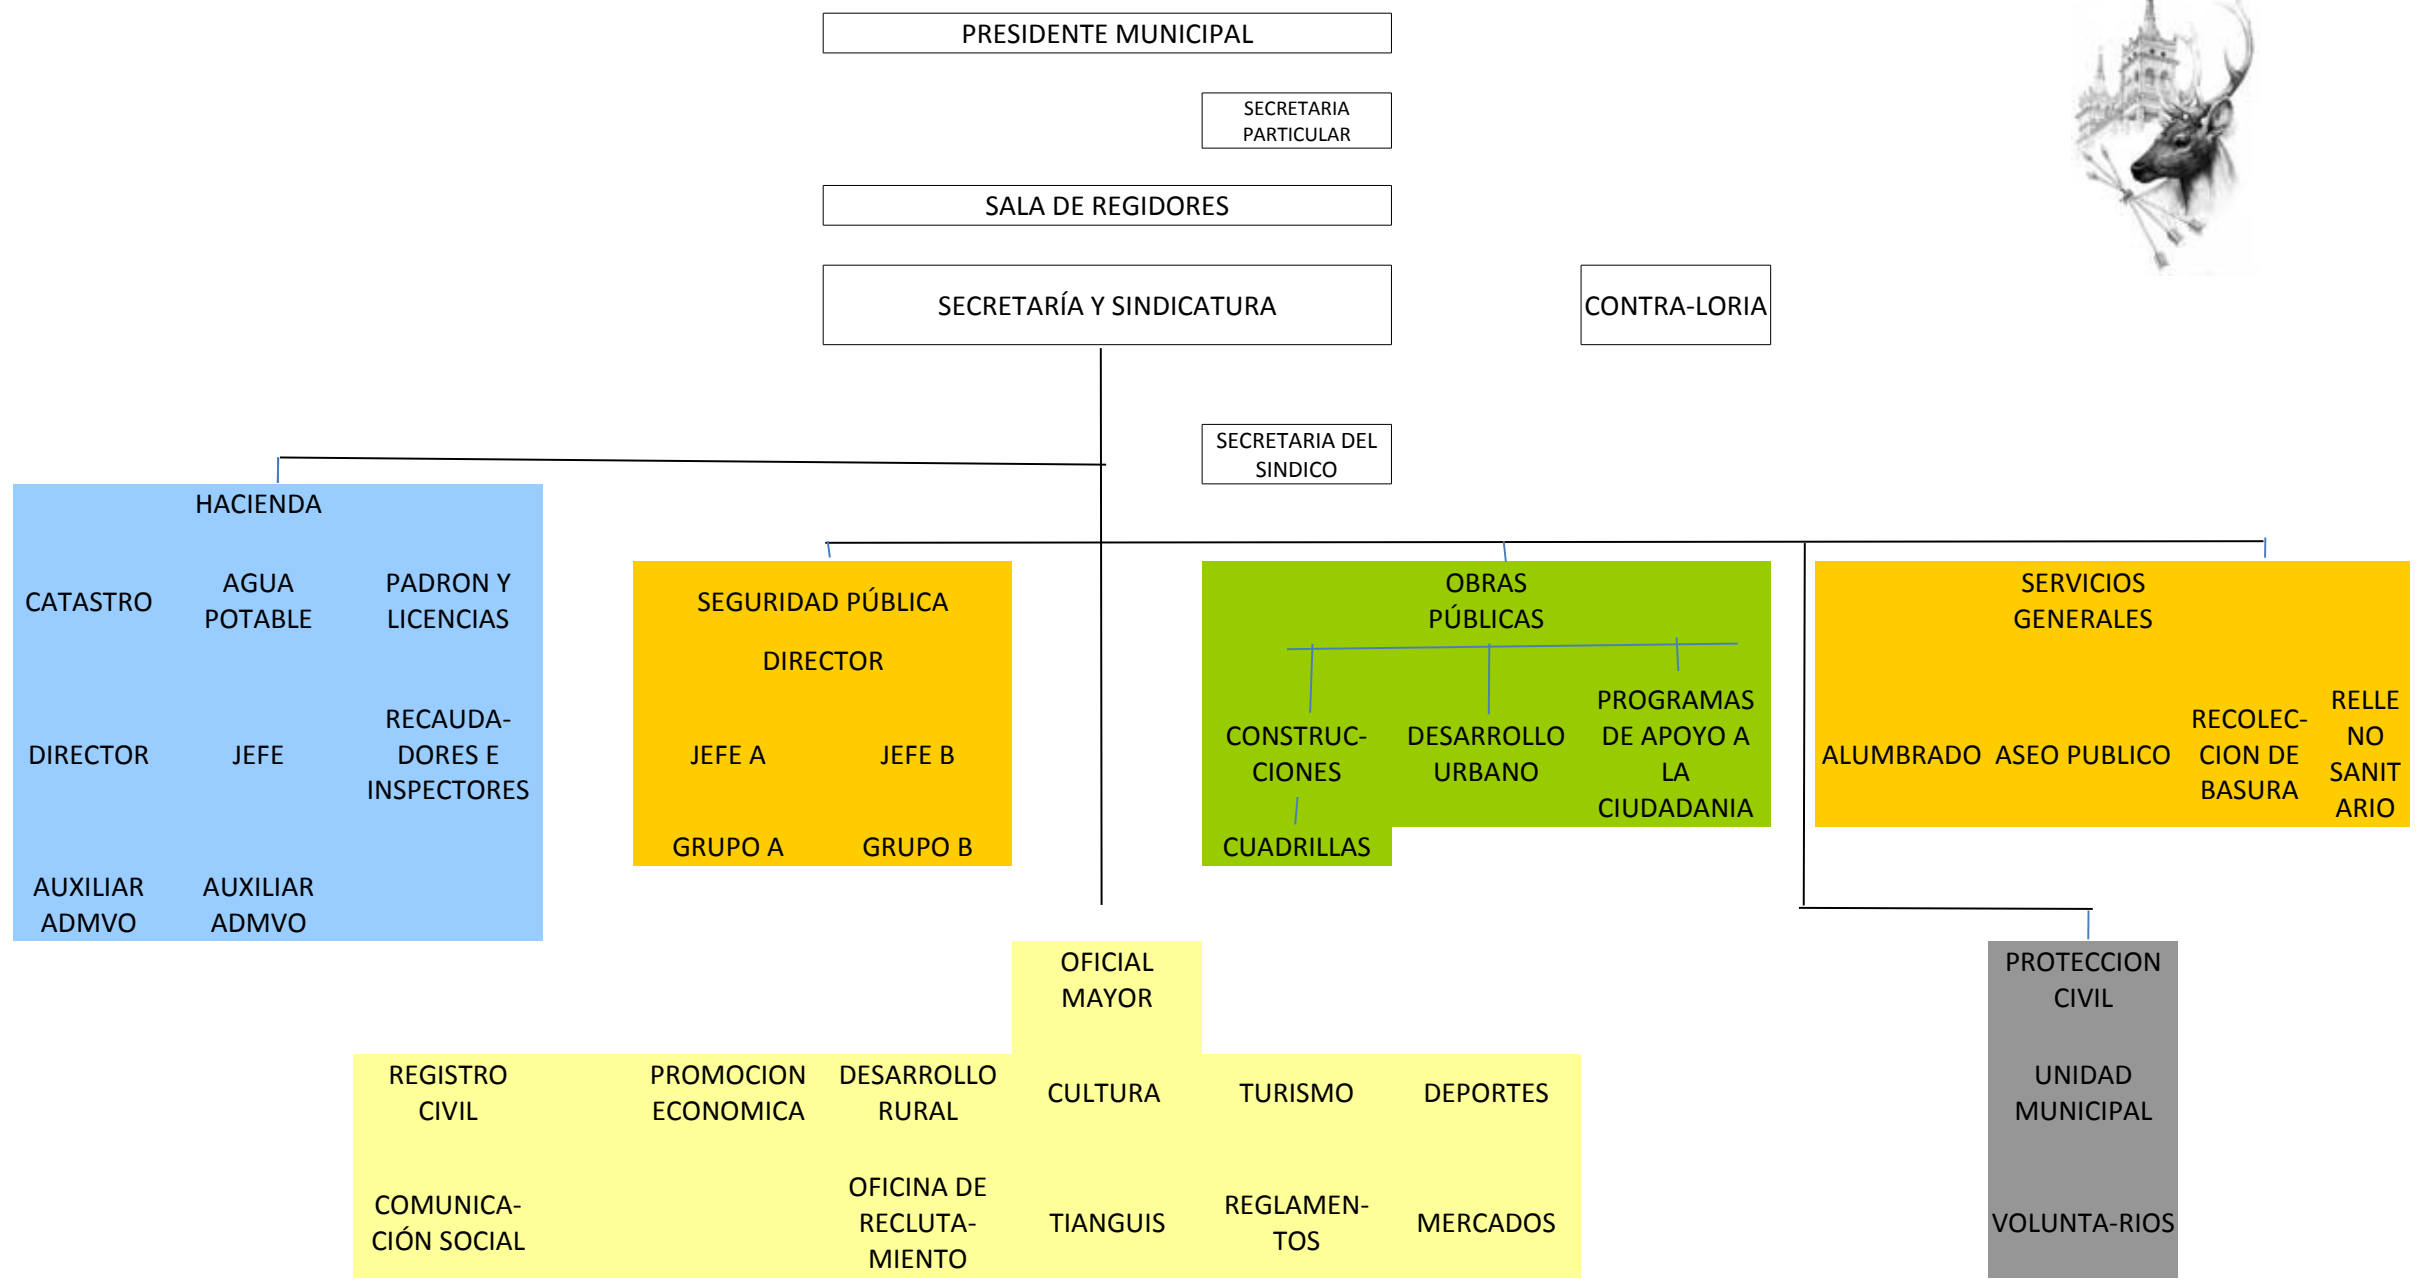 PRESIDENTE MUNICIPAL
SECRETARIA
PARTICULAR
SALA DE REGIDORES
SECRETARÍA Y SINDICATURA
CONTRA-LORIA
SECRETARIA DEL
SINDICO
HACIENDA
CATASTRO
AGUA
POTABLE
PADRON Y
LICENCIAS
DIRECTOR
JEFE
RECAUDA-
DORES E
INSPECTORES
AUXILIAR
ADMVO
AUXILIAR
ADMVO
SEGURIDAD PÚBLICA
DIRECTOR
JEFE A
JEFE B
GRUPO A
GRUPO B
OBRAS
PÚBLICAS
CONSTRUC-
CIONES
DESARROLLO
URBANO
PROGRAMAS
DE APOYO A
LA
CIUDADANIA
CUADRILLAS
SERVICIOS
GENERALES
ALUMBRADO
ASEO PUBLICO
RECOLEC-
CION DE
BASURA
RELLE
NO
SANIT
ARIO
OFICIAL
MAYOR
REGISTRO
CIVIL
PROMOCION
ECONOMICA
DESARROLLO
RURAL
CULTURA
TURISMO
DEPORTES
COMUNICA-
CIÓN SOCIAL
OFICINA DE
RECLUTA-
MIENTO
TIANGUIS
REGLAMEN-
TOS
MERCADOS
PROTECCION
CIVIL
UNIDAD
MUNICIPAL
VOLUNTA-RIOS